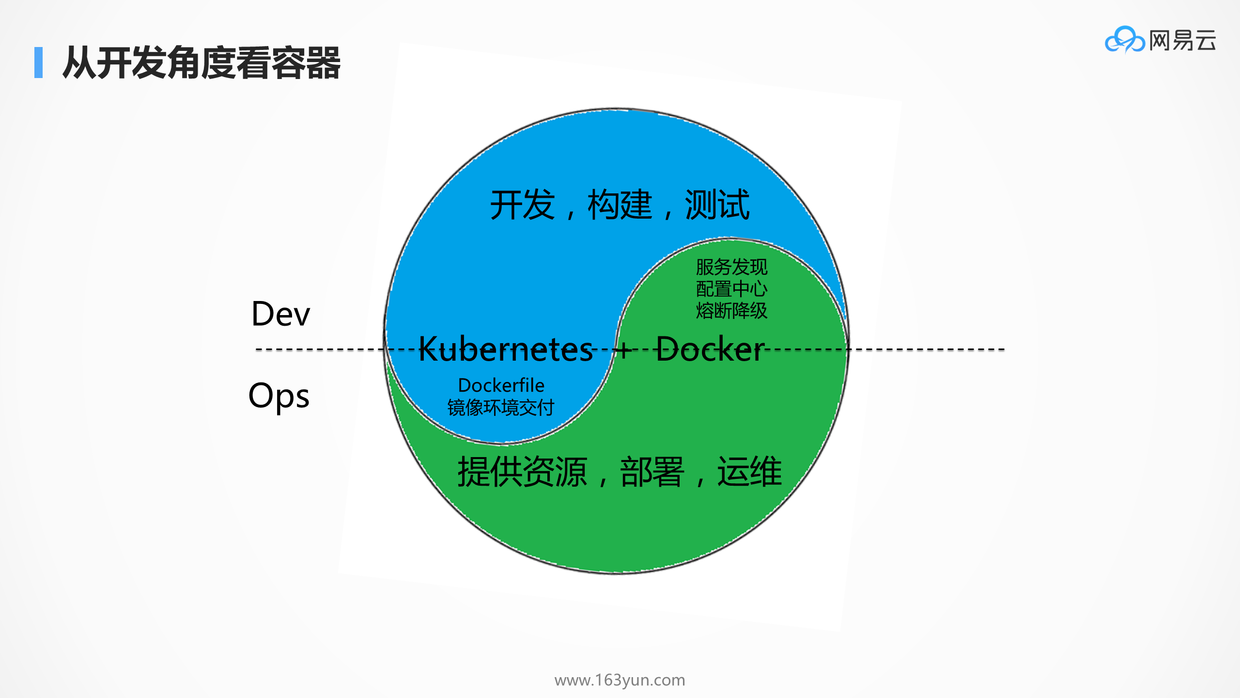 从开发角度看容器
网易云
开发，构建，测试
服务发现
配置中心
熔断降级
Dev
Kubernetes + Docker
Ops
Dockerfile
镜像环境交付
提供资源，部署，运维
www.163yun.com